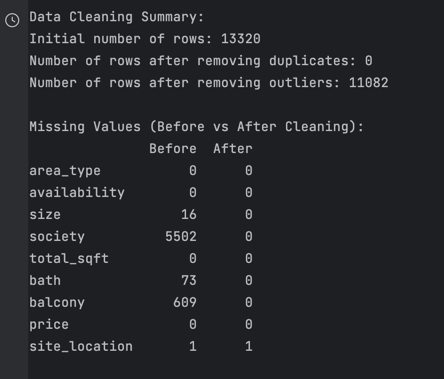 Data Cleaning Summary:
Initial number of rows: 13320
Number of rows after removing duplicates: 0
Number of rows after removing outliers: 11082
Missing Values (Before vs After Cleaning):
Before After
area_type 0 0
availability 0 0
size 16 0
society 5502 0
total_sqft 0 0
bath 73 0
balcony 609 0
price 0 0
site_location 1 1